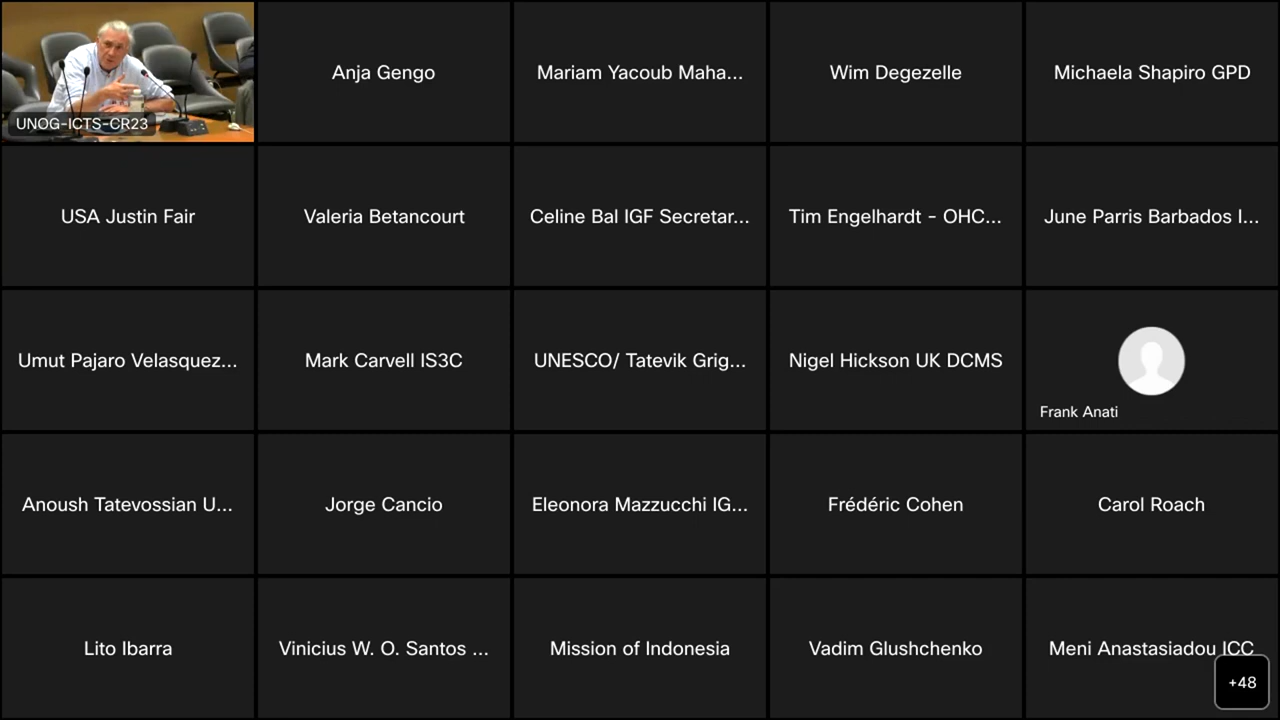 UNOG-ICTS-CR23
Anja Gengo
Mariam Yacoub Maha...
Wim Degezelle
Michaela Shapiro GPD
USA Justin Fair
Valeria Betancourt
Celine Bal IGF Secretar...
Tim Engelhardt - OHC...
June Parris Barbados I...
Umut Pajaro Velasquez...
Mark Carvell IS3C
UNESCO/ Tatevik Grig...
Nigel Hickson UK DCMS
Frank Anati
Anoush Tatevossian U...
Jorge Cancio
Eleonora Mazzucchi IG...
Frédéric Cohen
Carol Roach
Lito Ibarra
Vinicius W. O. Santos ...
Mission of Indonesia
Vadim Glushchenko
Meni Anastasiadou ICC
+48